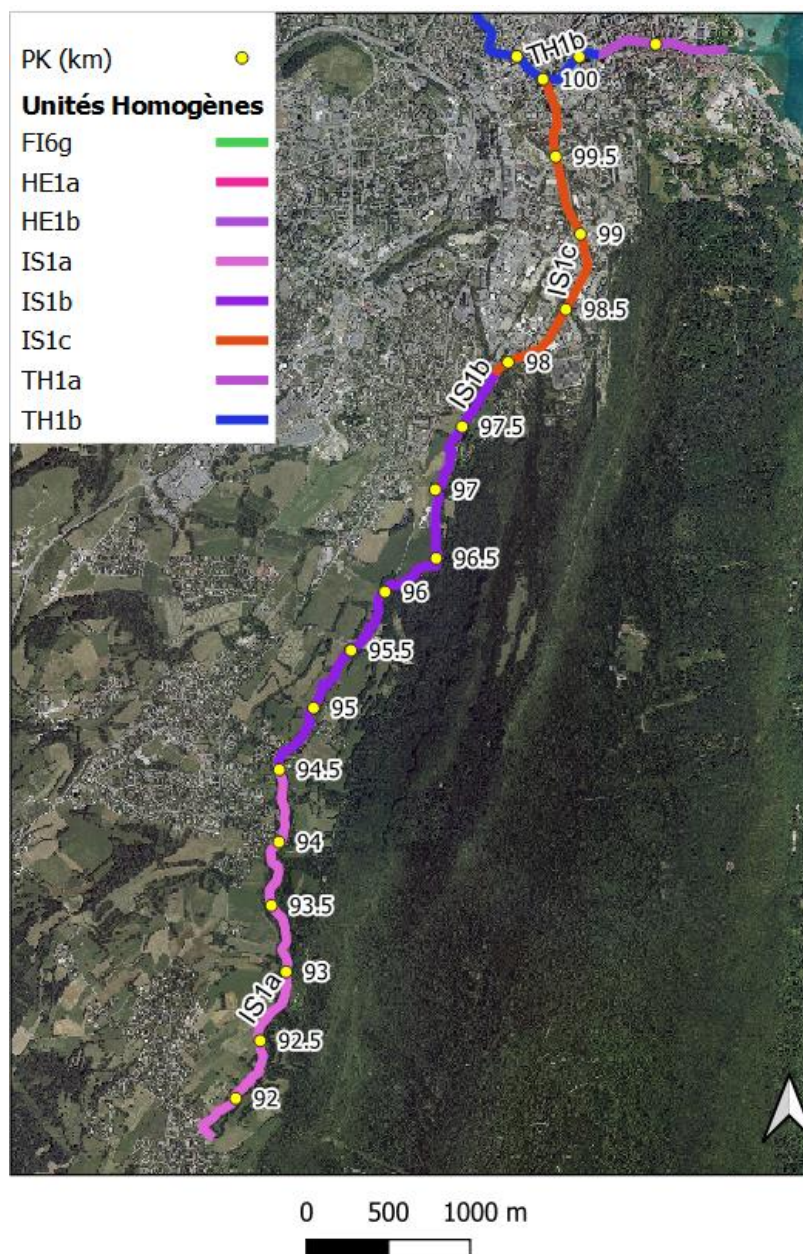 PK (km)
Unités Homogènes
FI6g
HE1a
HE1b
IS1a
IS1b
IS1c
TH1a
TH1b
TH1b
100
99.5
99
IS1c
98.5
98
IS1b
97.5
97
96.5
96
95.5
95
94.5
94
93.5
93
IS1a
92.5
92
0 500 1000 m